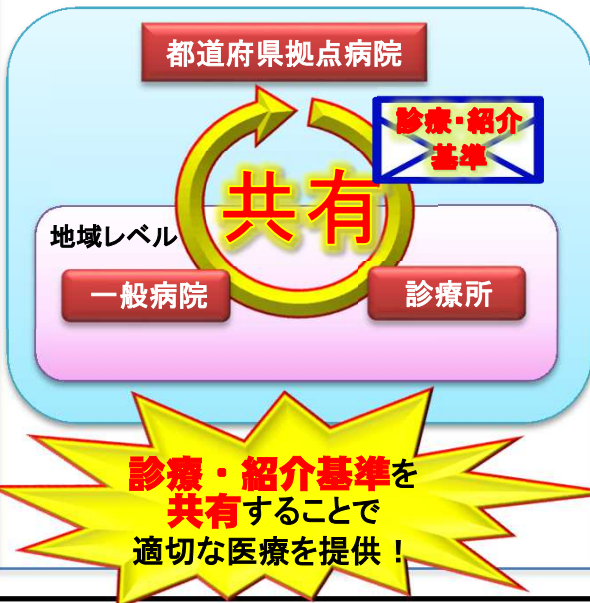 都道府県拠点病院
診療・紹介
基準
共有
地域レベル
一般病院
診療所
診療・紹介基準を
共有することで
適切な医療を提供！